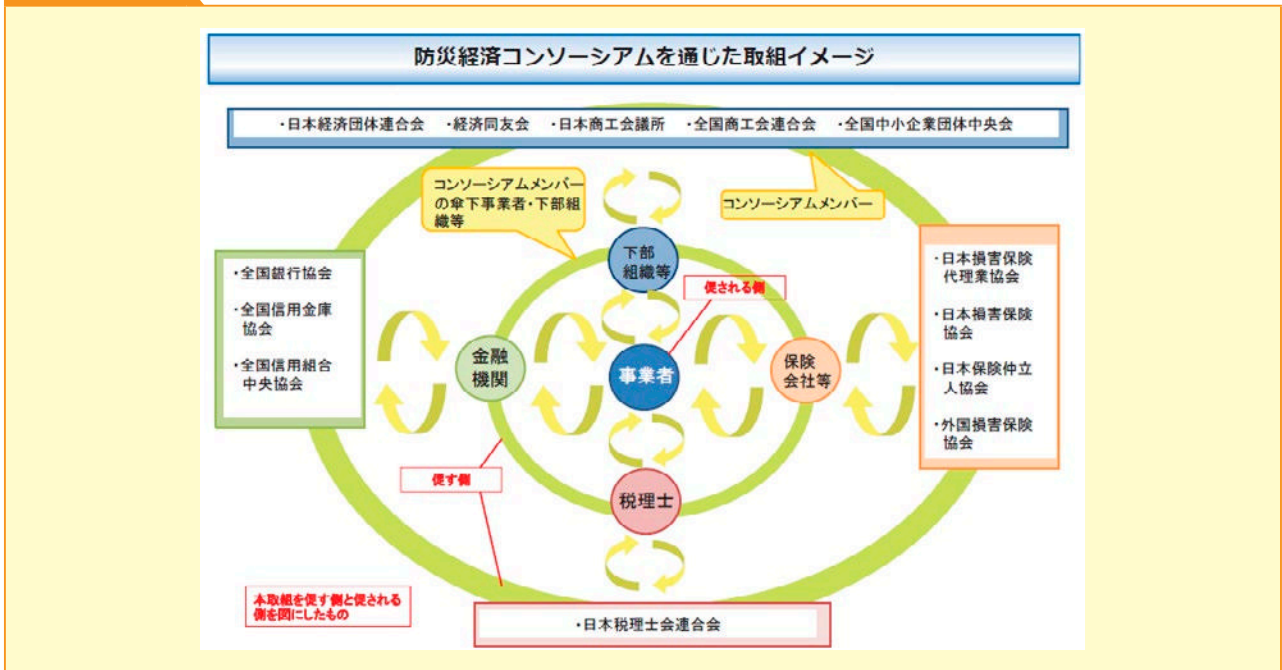 防災経済コンソーシアムを通じた取組イメージ
・日本経済団体連合会 ・経済同友会 ・日本商工会議所 ・全国商工会連合会 ・全国中小企業団体中央会
コンソーシアムメンバー
の傘下事業者・下部組
織等
コンソーシアムメンバー
・全国銀行協会
・全国信用金庫
協会
・全国信用組合
中央協会
下部
組織等
促される側
金融
機関
事業者
保険
会社等
・日本損害保険
代理業協会
・日本損害保険
協会
・日本保険仲立
人協会
・外国損害保険
協会
促す側
税理士
本取組を促す側と促される
側を図にしたもの
・日本税理士会連合会